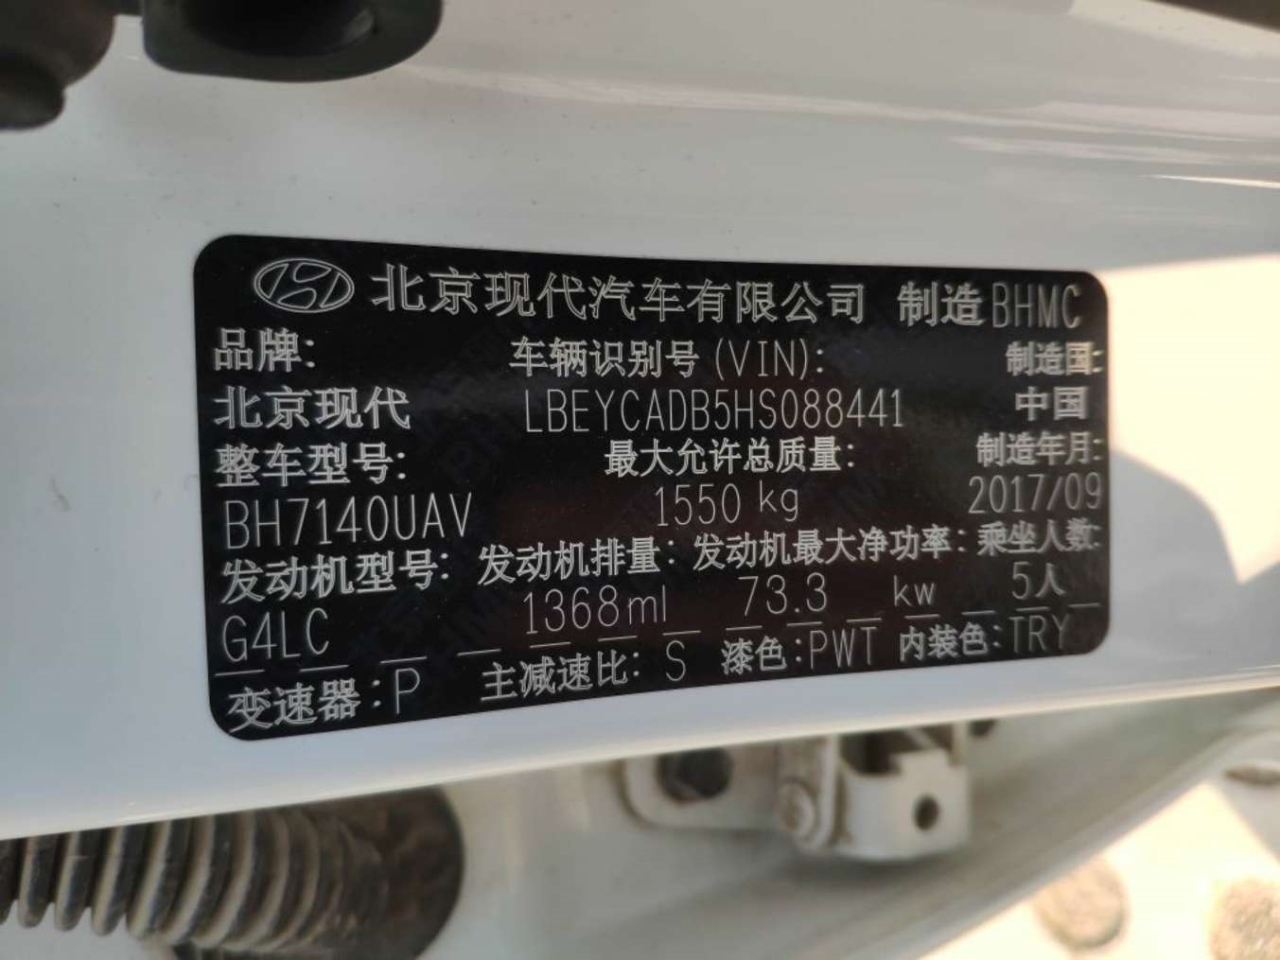 北京现代汽车有限公司 制造 BHMC
品牌: 车辆识别号 (VIN): 制造国:
北京现代 LBEYCADB5HS088441 中国
整车型号: 最大允许总质量: 制造年月:
BH7140UAV 1550 kg 2017/09
发动机型号: 发动机排量: 发动机最大净功率: 乘坐人数:
G4LC 1368ml 73.3 kw 5人
变速器: P 主减速比: S 漆色: PWT 内装色: TRY